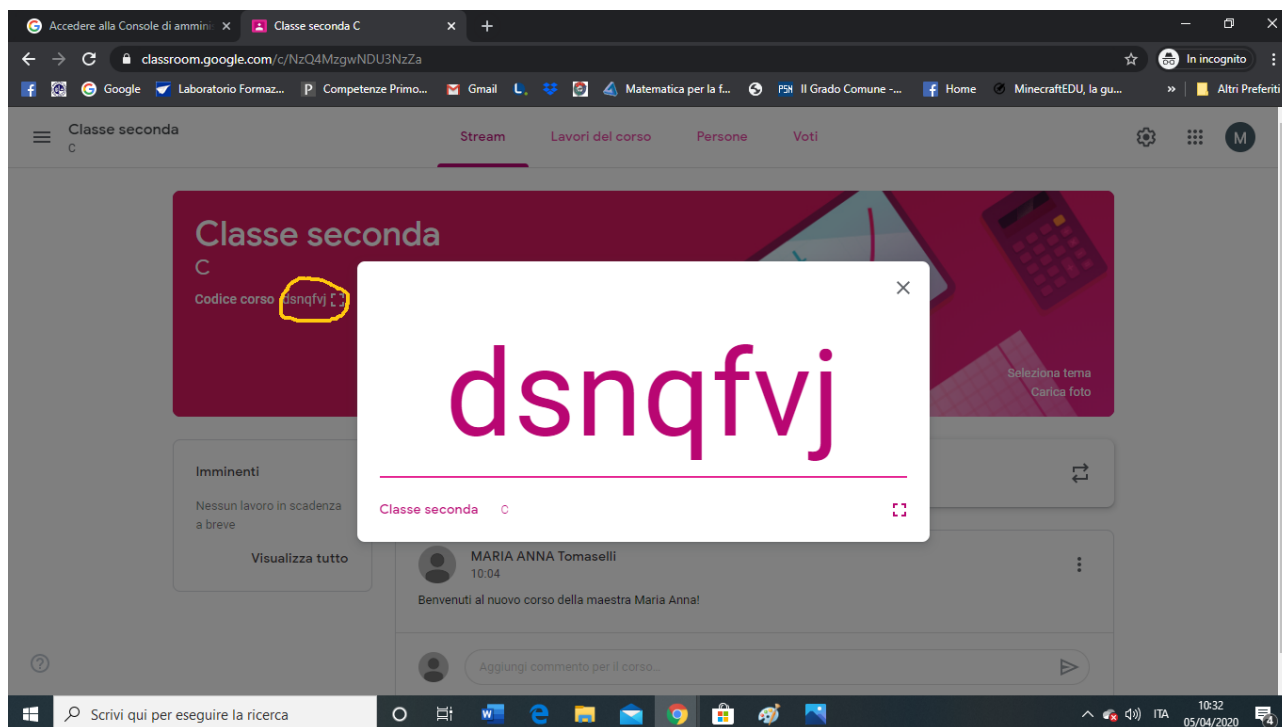 Accedere alla Console di ammini
Classe seconda C
classroom.google.com/c/NzQ4MzgwNDU3NzZa
In incognito
Google
Laboratorio Formaz...
Competenze Primo...
Gmail
Matematica per la f...
II Grado Comune -...
Home
MinecraftEDU, la gu...
»
Altri Preferiti
Classe seconda
C
Stream
Lavori del corso
Persone
Voti
M
Classe seconda
C
Codice corso dsnqfvj
Seleziona tema
Carica foto
dsnqfvj
Classe seconda C
Imminenti
Nessun lavoro in scadenza
a breve
Visualizza tutto
MARIA ANNA Tomaselli
10:04
Benvenuti al nuovo corso della maestra Maria Anna!
Aggiungi commento per il corso...
Scrivi qui per eseguire la ricerca
ITA
10:32
05/04/2020